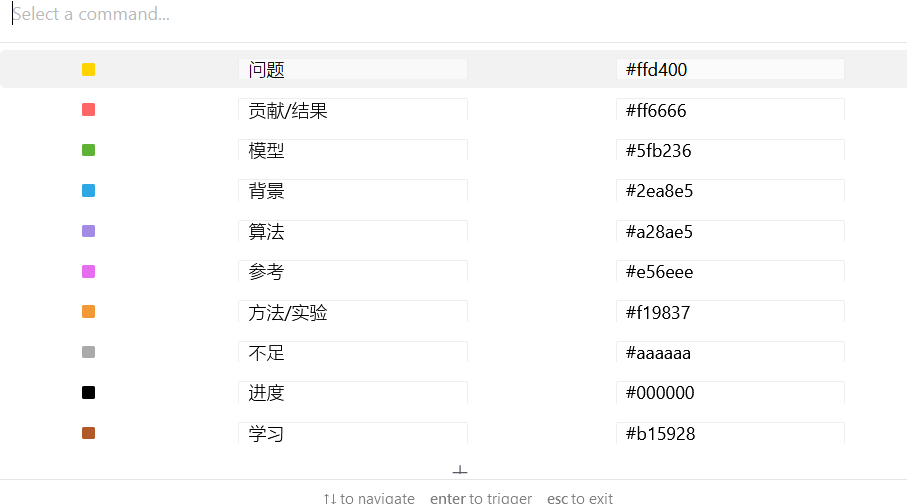 Select a command...
问题 #ffd400
贡献/结果 #ff6666
模型 #5fb236
背景 #2ea8e5
算法 #a28ae5
参考 #e56eee
方法/实验 #f19837
不足 #aaaaaa
进度 #000000
学习 #b15928
+
↑↓ to navigate enter to trigger esc to exit